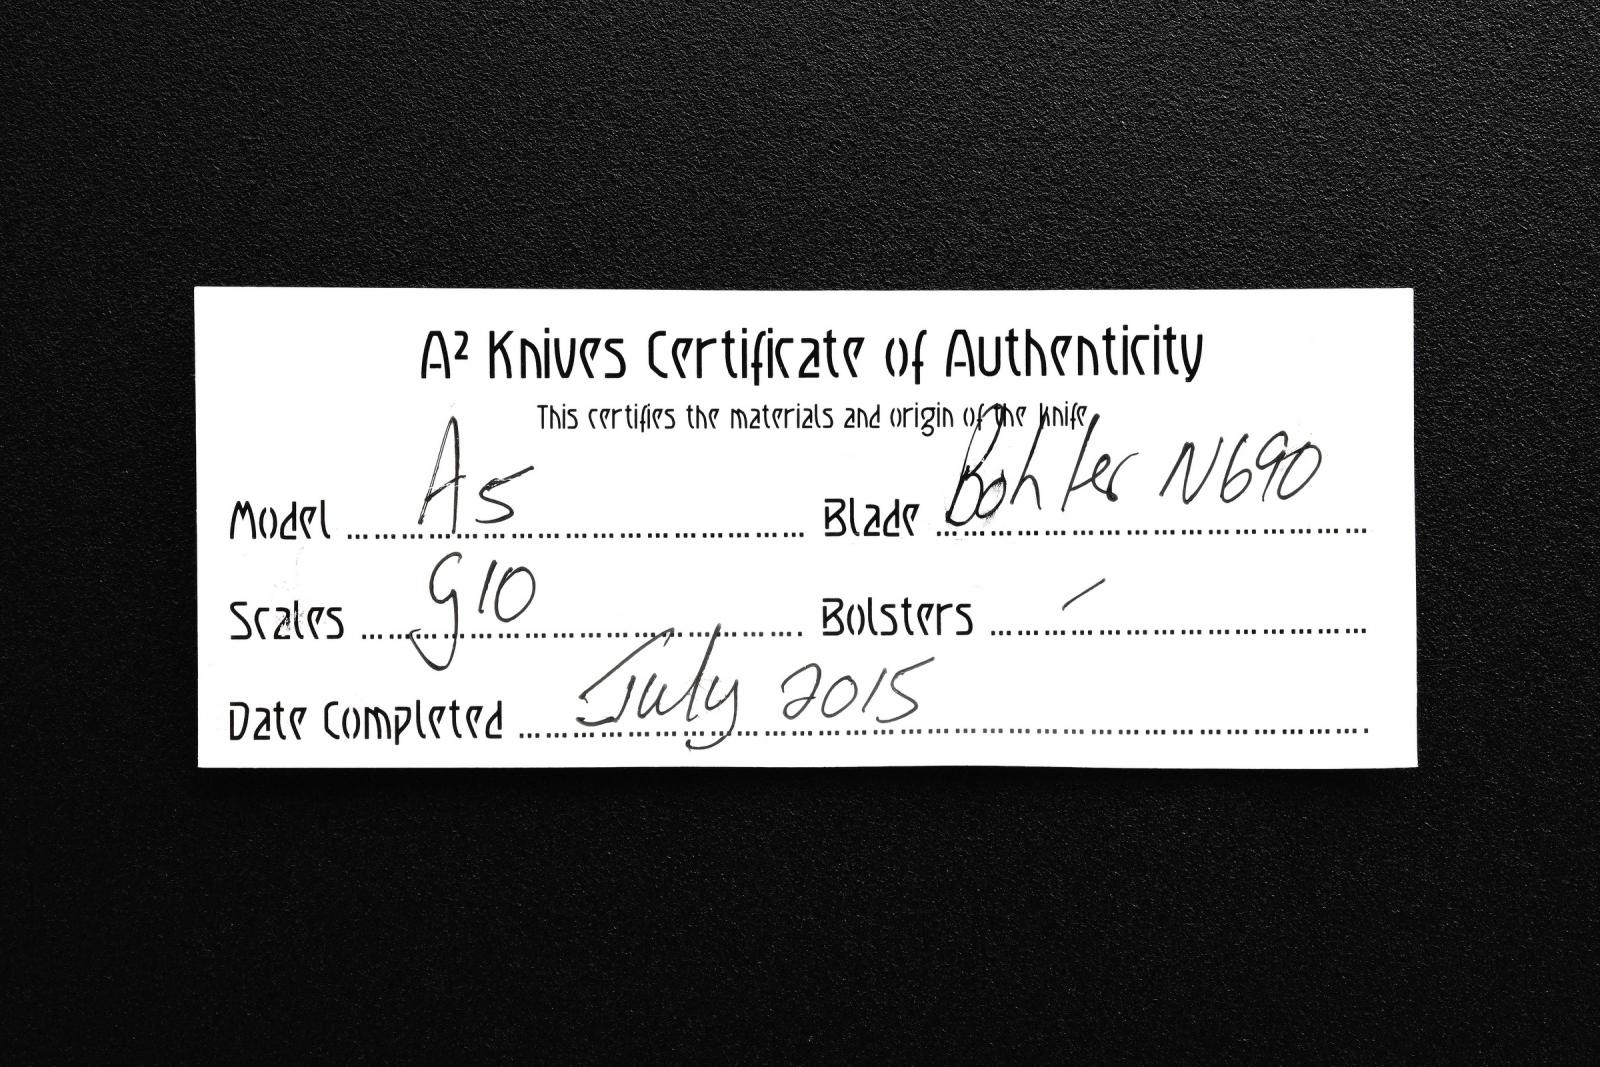 A² Knives Certificate of Authenticity
This certifies the materials and origin of the knife
Model A5 Blade Bohler N690
Scales G10 Bolsters -
Date Completed July 2015